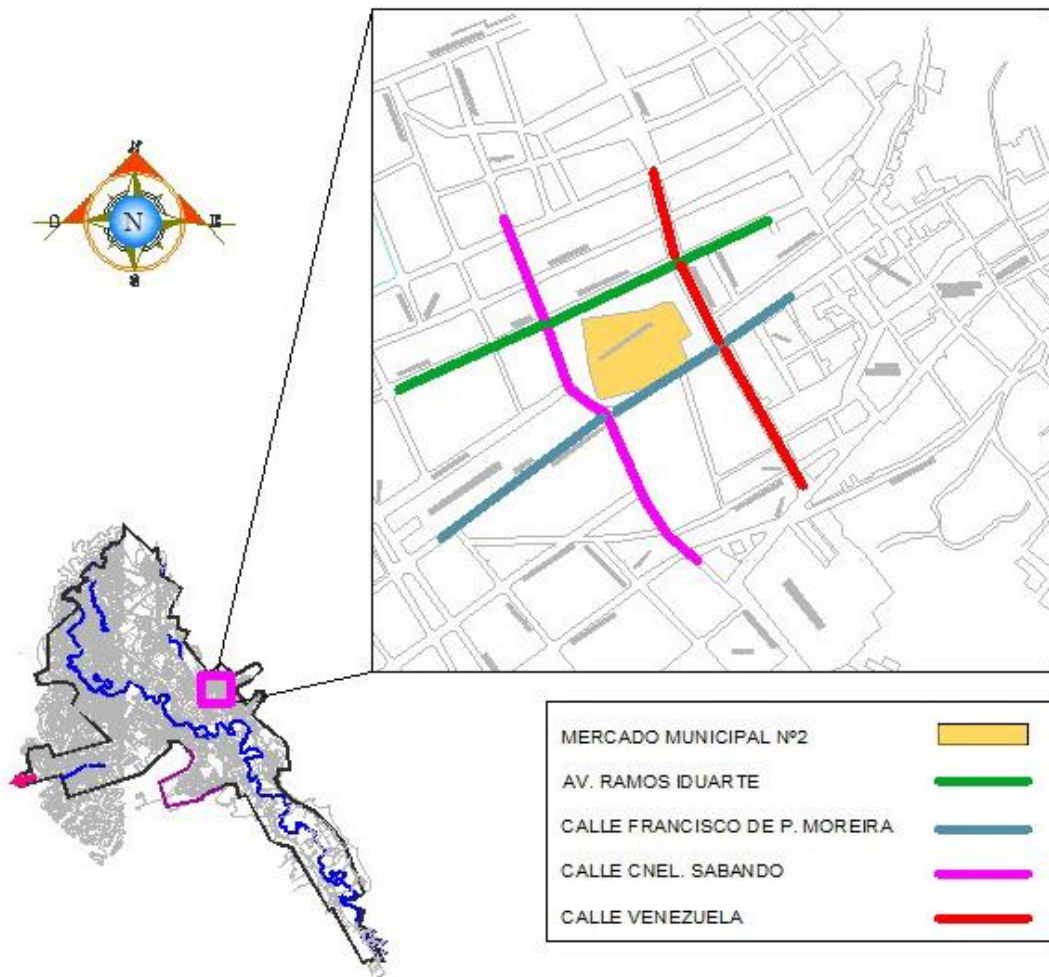 N
O
E
S
MERCADO MUNICIPAL Nº2
AV. RAMOS IDUARTE
CALLE FRANCISCO DE P. MOREIRA
CALLE CNEL. SABANDO
CALLE VENEZUELA